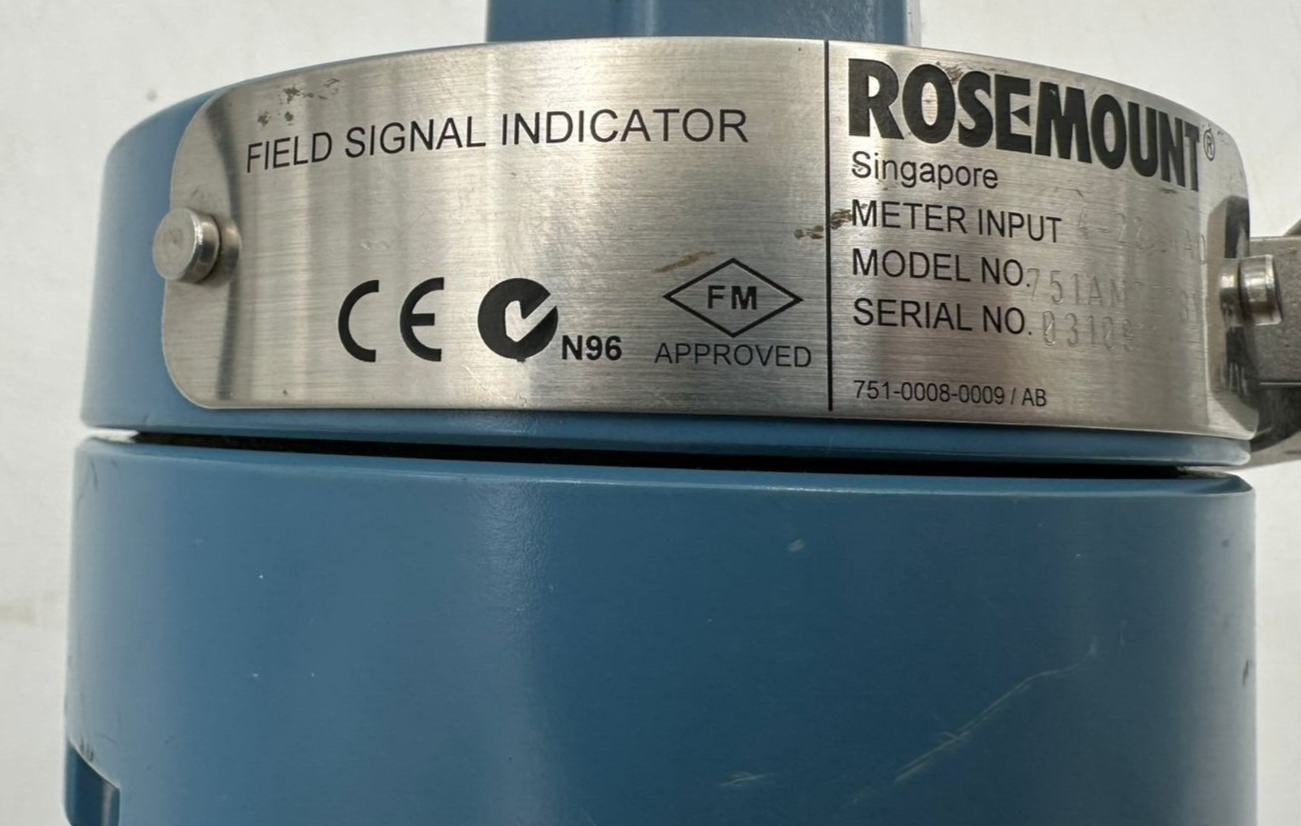 FIELD SIGNAL INDICATOR
CE N96
FM
APPROVED
ROSEMOUNT®
Singapore
METER INPUT
MODEL NO.
SERIAL NO.
751-0008-0009 / AB